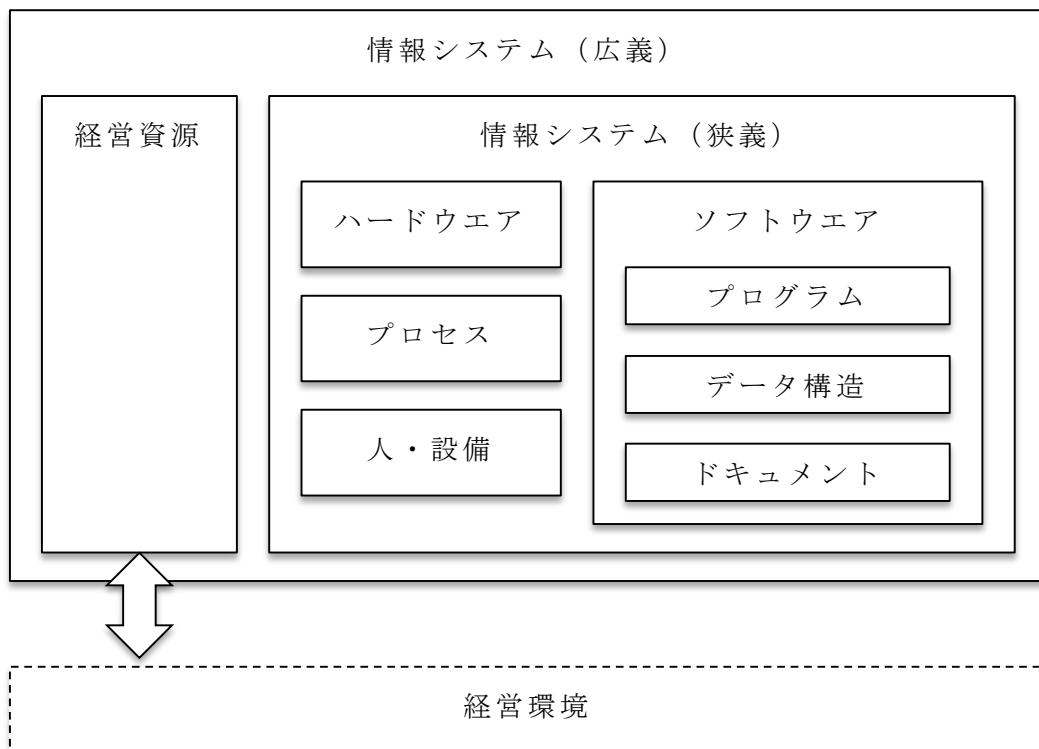 情報システム（広義）
経営資源
情報システム（狭義）
ハードウエア
プロセス
人・設備
ソフトウエア
プログラム
データ構造
ドキュメント
経営環境